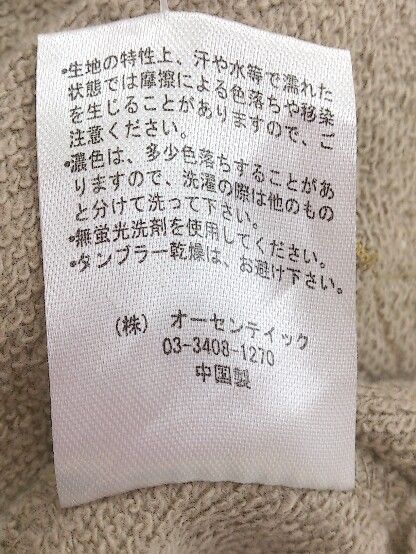 •生地の特性上、汗や水等で濡れた
状態では摩擦による色落ちや移染
を生じることがありますので、ご
注意ください。
•濃色は、多少色落ちすることがあ
りますので、洗濯の際は他のもの
と分けて洗って下さい。
•無蛍光洗剤を使用してください。
•タンブラー乾燥は、お避け下さい。
(株) オーセンティック
03-3408-1270
中国製